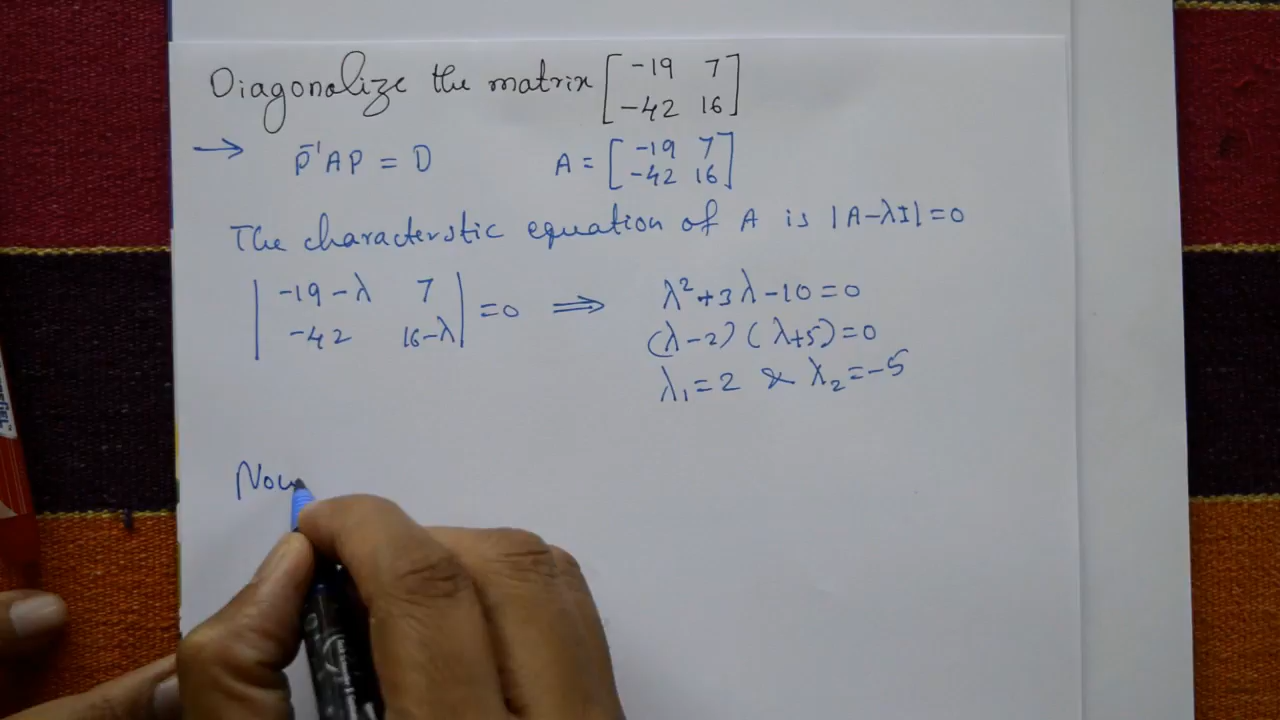 Diagonalize the matrix [-19 7 -42 16]
→ P⁻¹AP = D A = [-19 7 -42 16]
The characterstic equation of A is |A-λI|=0
|-19-λ 7 -42 16-λ| =0 ⟹ λ²+3λ-10=0
(λ-2)(λ+5)=0
λ₁=2 & λ₂=-5
Now